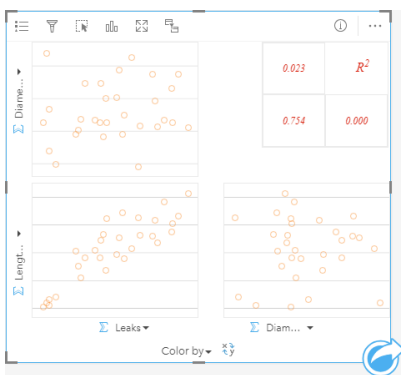 Diame...
0.023 R²
0.754 0.000
Lengt...
Σ Leaks Σ Diam...
Color by